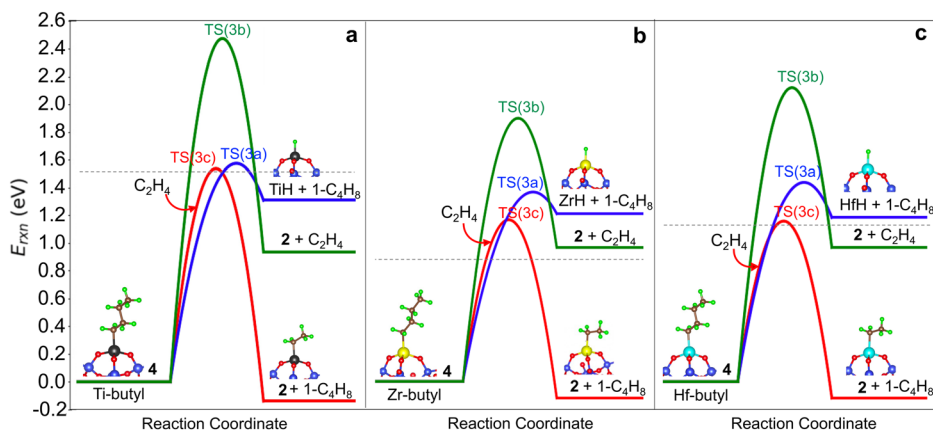 E_rxn (eV)
2.6
2.4
2.2
2.0
1.8
1.6
1.4
1.2
1.0
0.8
0.6
0.4
0.2
0.0
-0.2
a
TS(3b)
TS(3c)
TS(3a)
C₂H₄
TiH + 1-C₄H₈
2 + C₂H₄
4
Ti-butyl
2 + 1-C₄H₈
Reaction Coordinate
b
TS(3b)
TS(3a)
TS(3c)
C₂H₄
ZrH + 1-C₄H₈
2 + C₂H₄
4
Zr-butyl
2 + 1-C₄H₈
Reaction Coordinate
c
TS(3b)
TS(3a)
TS(3c)
C₂H₄
HfH + 1-C₄H₈
2 + C₂H₄
4
Hf-butyl
2 + 1-C₄H₈
Reaction Coordinate